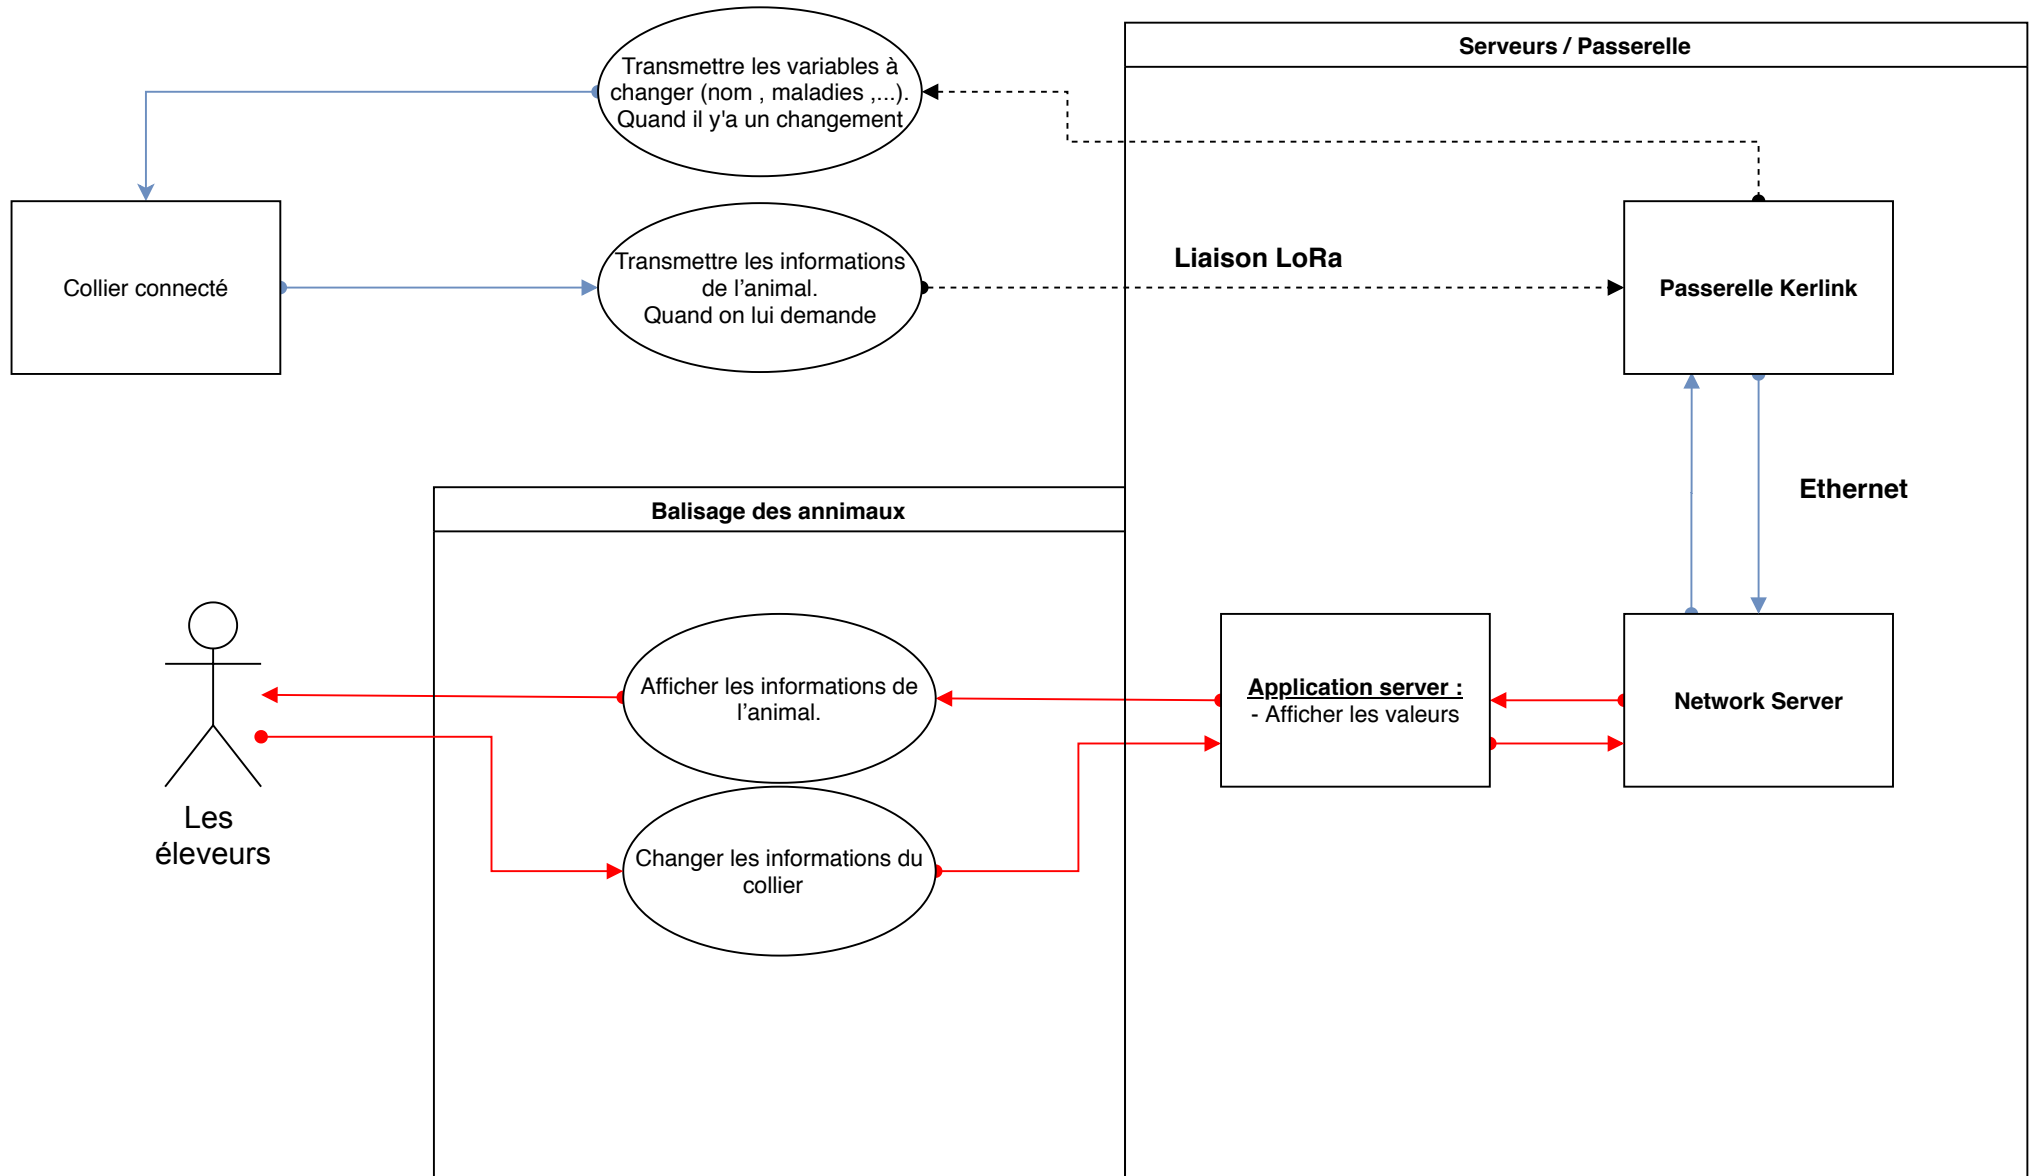 Serveurs / Passerelle
Transmettre les variables à
changer (nom , maladies ,...).
Quand il y'a un changement
Collier connecté
Transmettre les informations
de l'animal.
Quand on lui demande
Liaison LoRa
Passerelle Kerlink
Ethernet
Balisage des annimaux
Les
éleveurs
Afficher les informations de
l'animal.
Changer les informations du
collier
Application server :
- Afficher les valeurs
Network Server